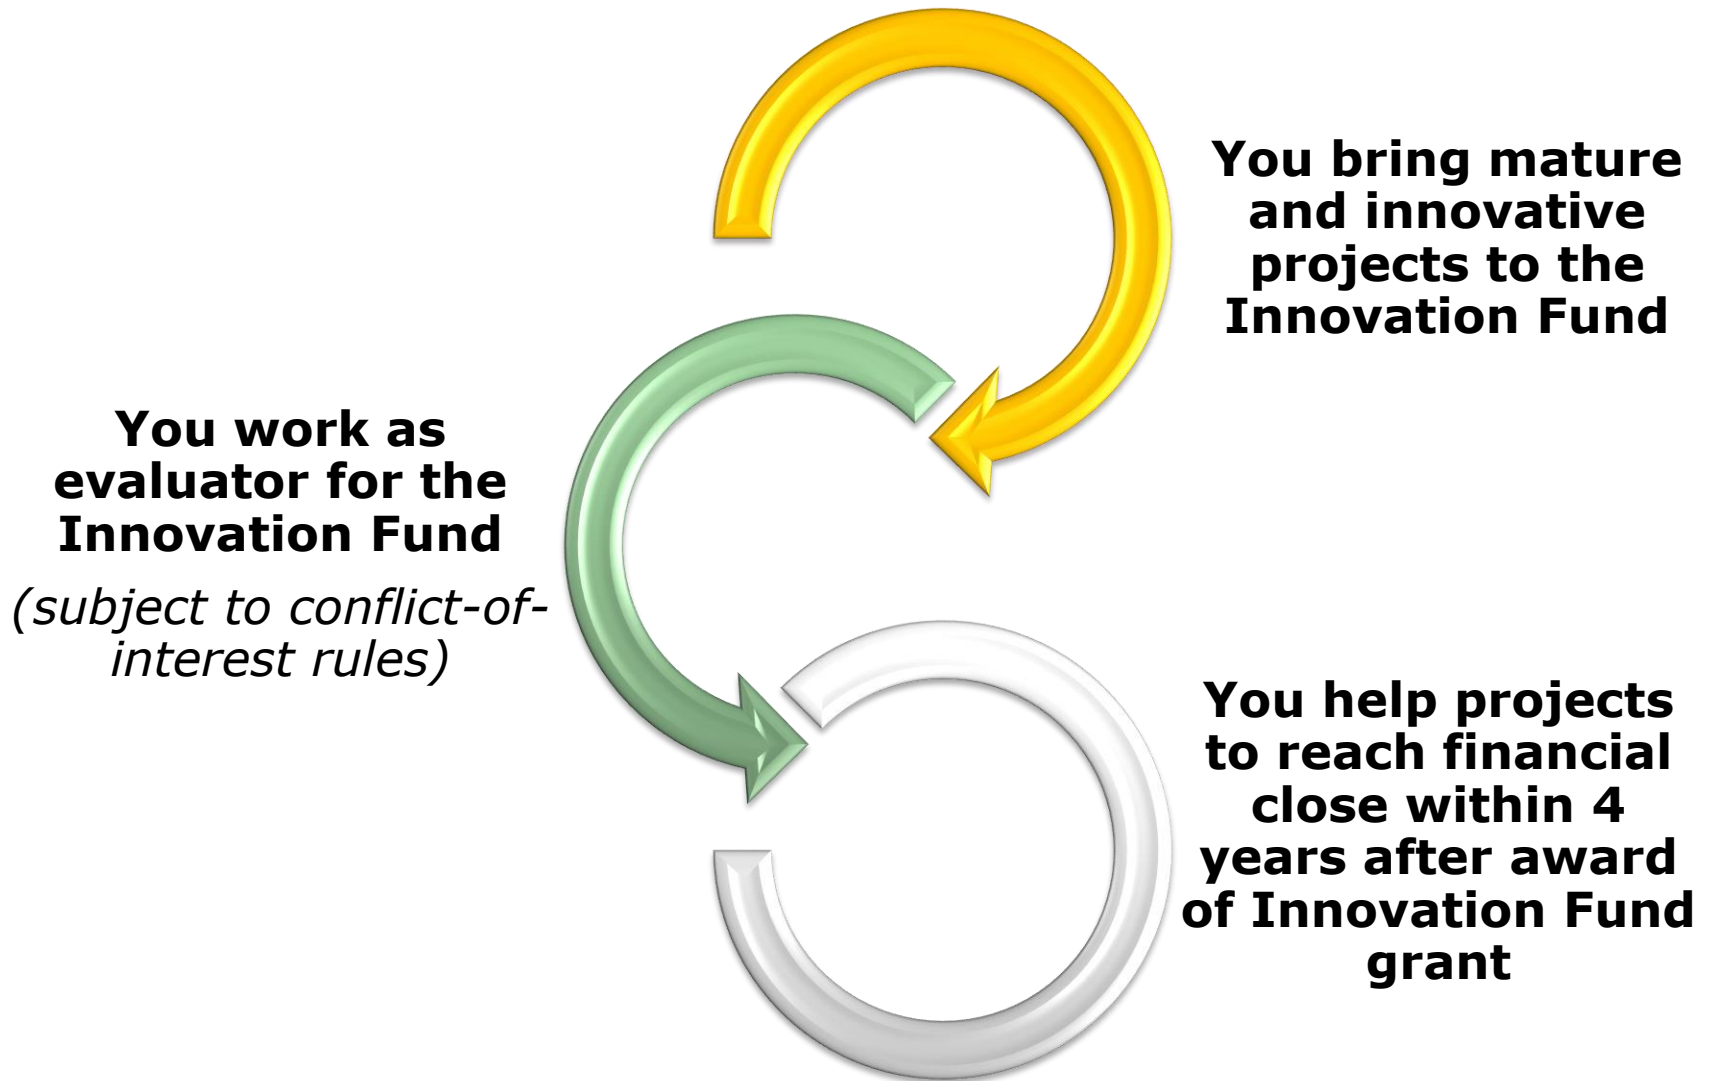 You bring mature
and innovative
projects to the
Innovation Fund
You work as
evaluator for the
Innovation Fund
(subject to conflict-of-
interest rules)
You help projects
to reach financial
close within 4
years after award
of Innovation Fund
grant